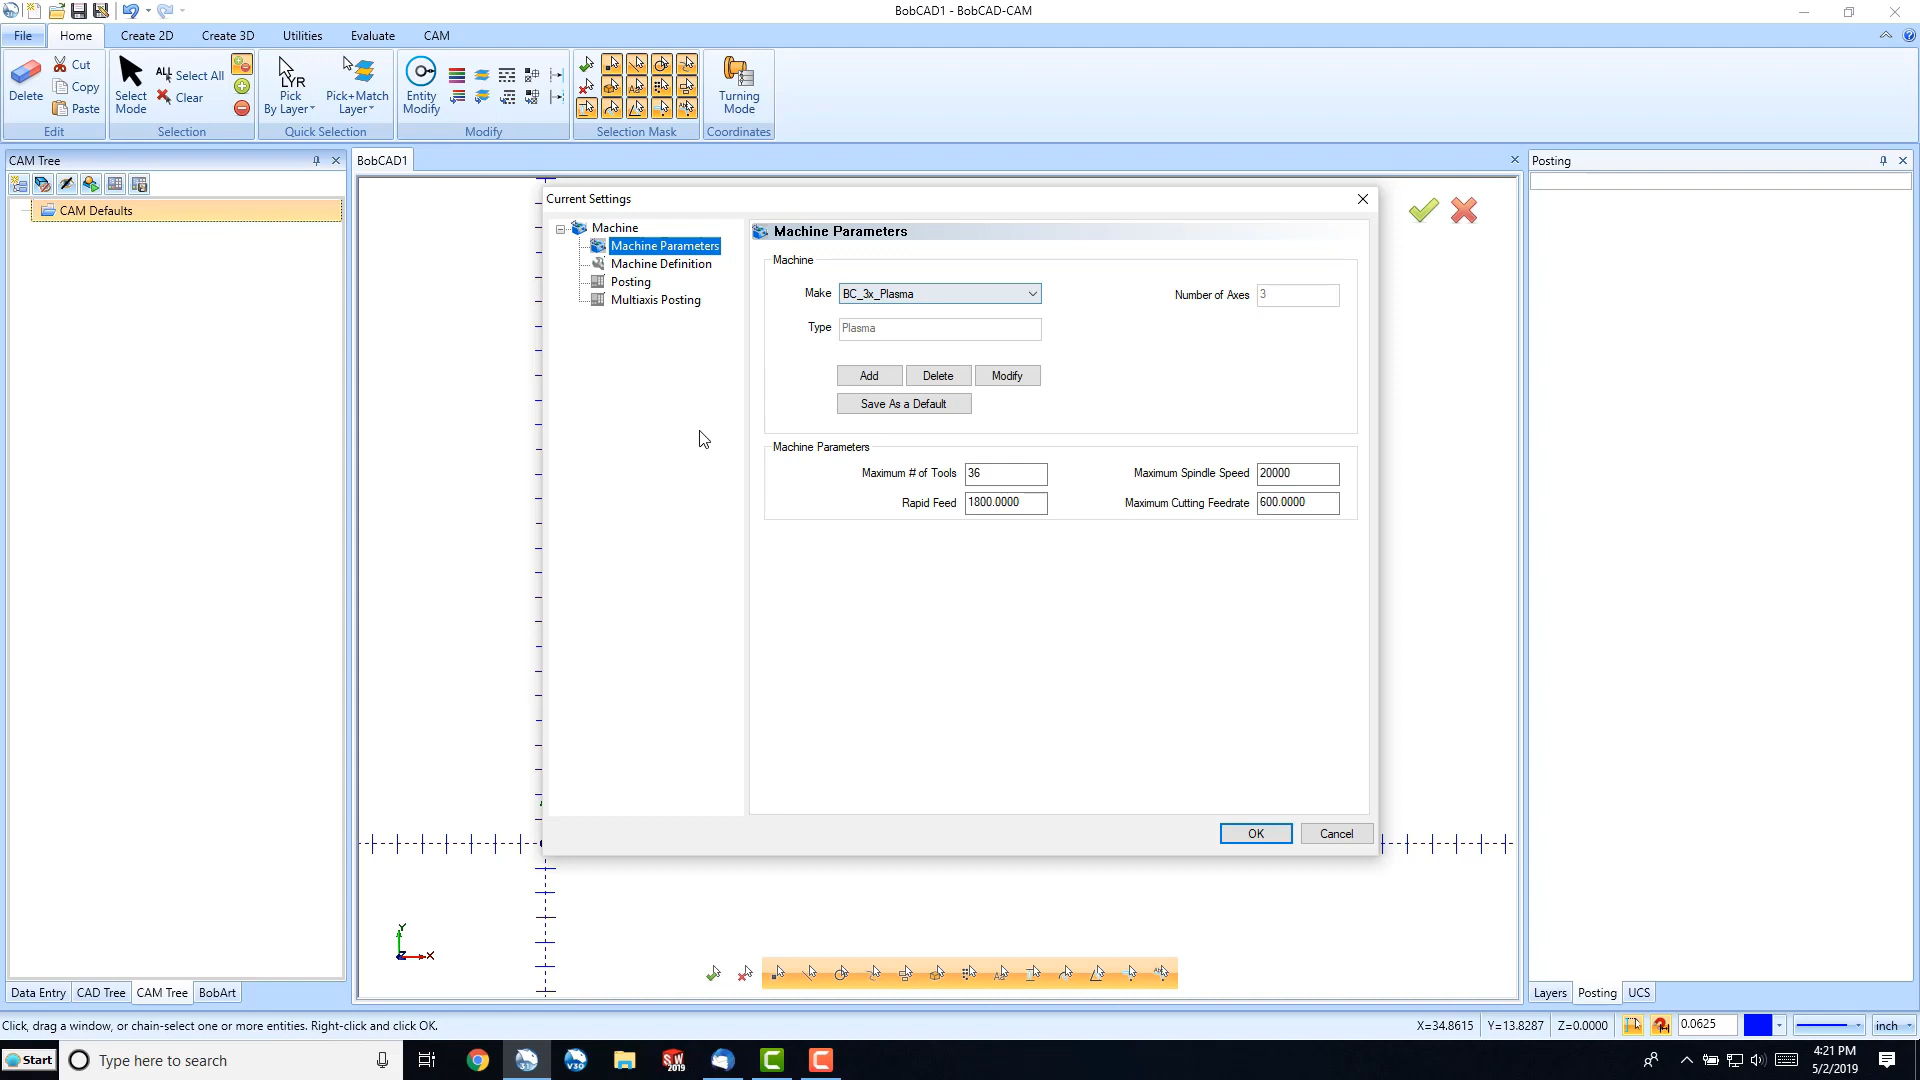 BobCAD1 - BobCAD-CAM
File Home Create 2D Create 3D Utilities Evaluate CAM
Delete
Cut
Copy
Paste
Edit
Select Mode
ALL Select All
Clear
Selection
LYR
Pick By Layer
Pick+Match Layer
Quick Selection
Entity Modify
Modify
Selection Mask
Turning Mode
Coordinates
CAM Tree
CAM Defaults
BobCAD1
Posting
Current Settings
Machine
Machine Parameters
Machine Definition
Posting
Multiaxis Posting
Machine Parameters
Machine
Make BC_3x_Plasma
Number of Axes 3
Type Plasma
Add Delete Modify
Save As a Default
Machine Parameters
Maximum # of Tools 36
Maximum Spindle Speed 20000
Rapid Feed 1800.0000
Maximum Cutting Feedrate 600.0000
OK Cancel
Y
X
Z
Data Entry CAD Tree CAM Tree BobArt
Layers Posting UCS
Click, drag a window, or chain-select one or more entities. Right-click and click OK.
X=34.8615 Y=13.8287 Z=0.0000
0.0625
inch
Start
Type here to search
31
V30
SW 2019
4:21 PM
5/2/2019